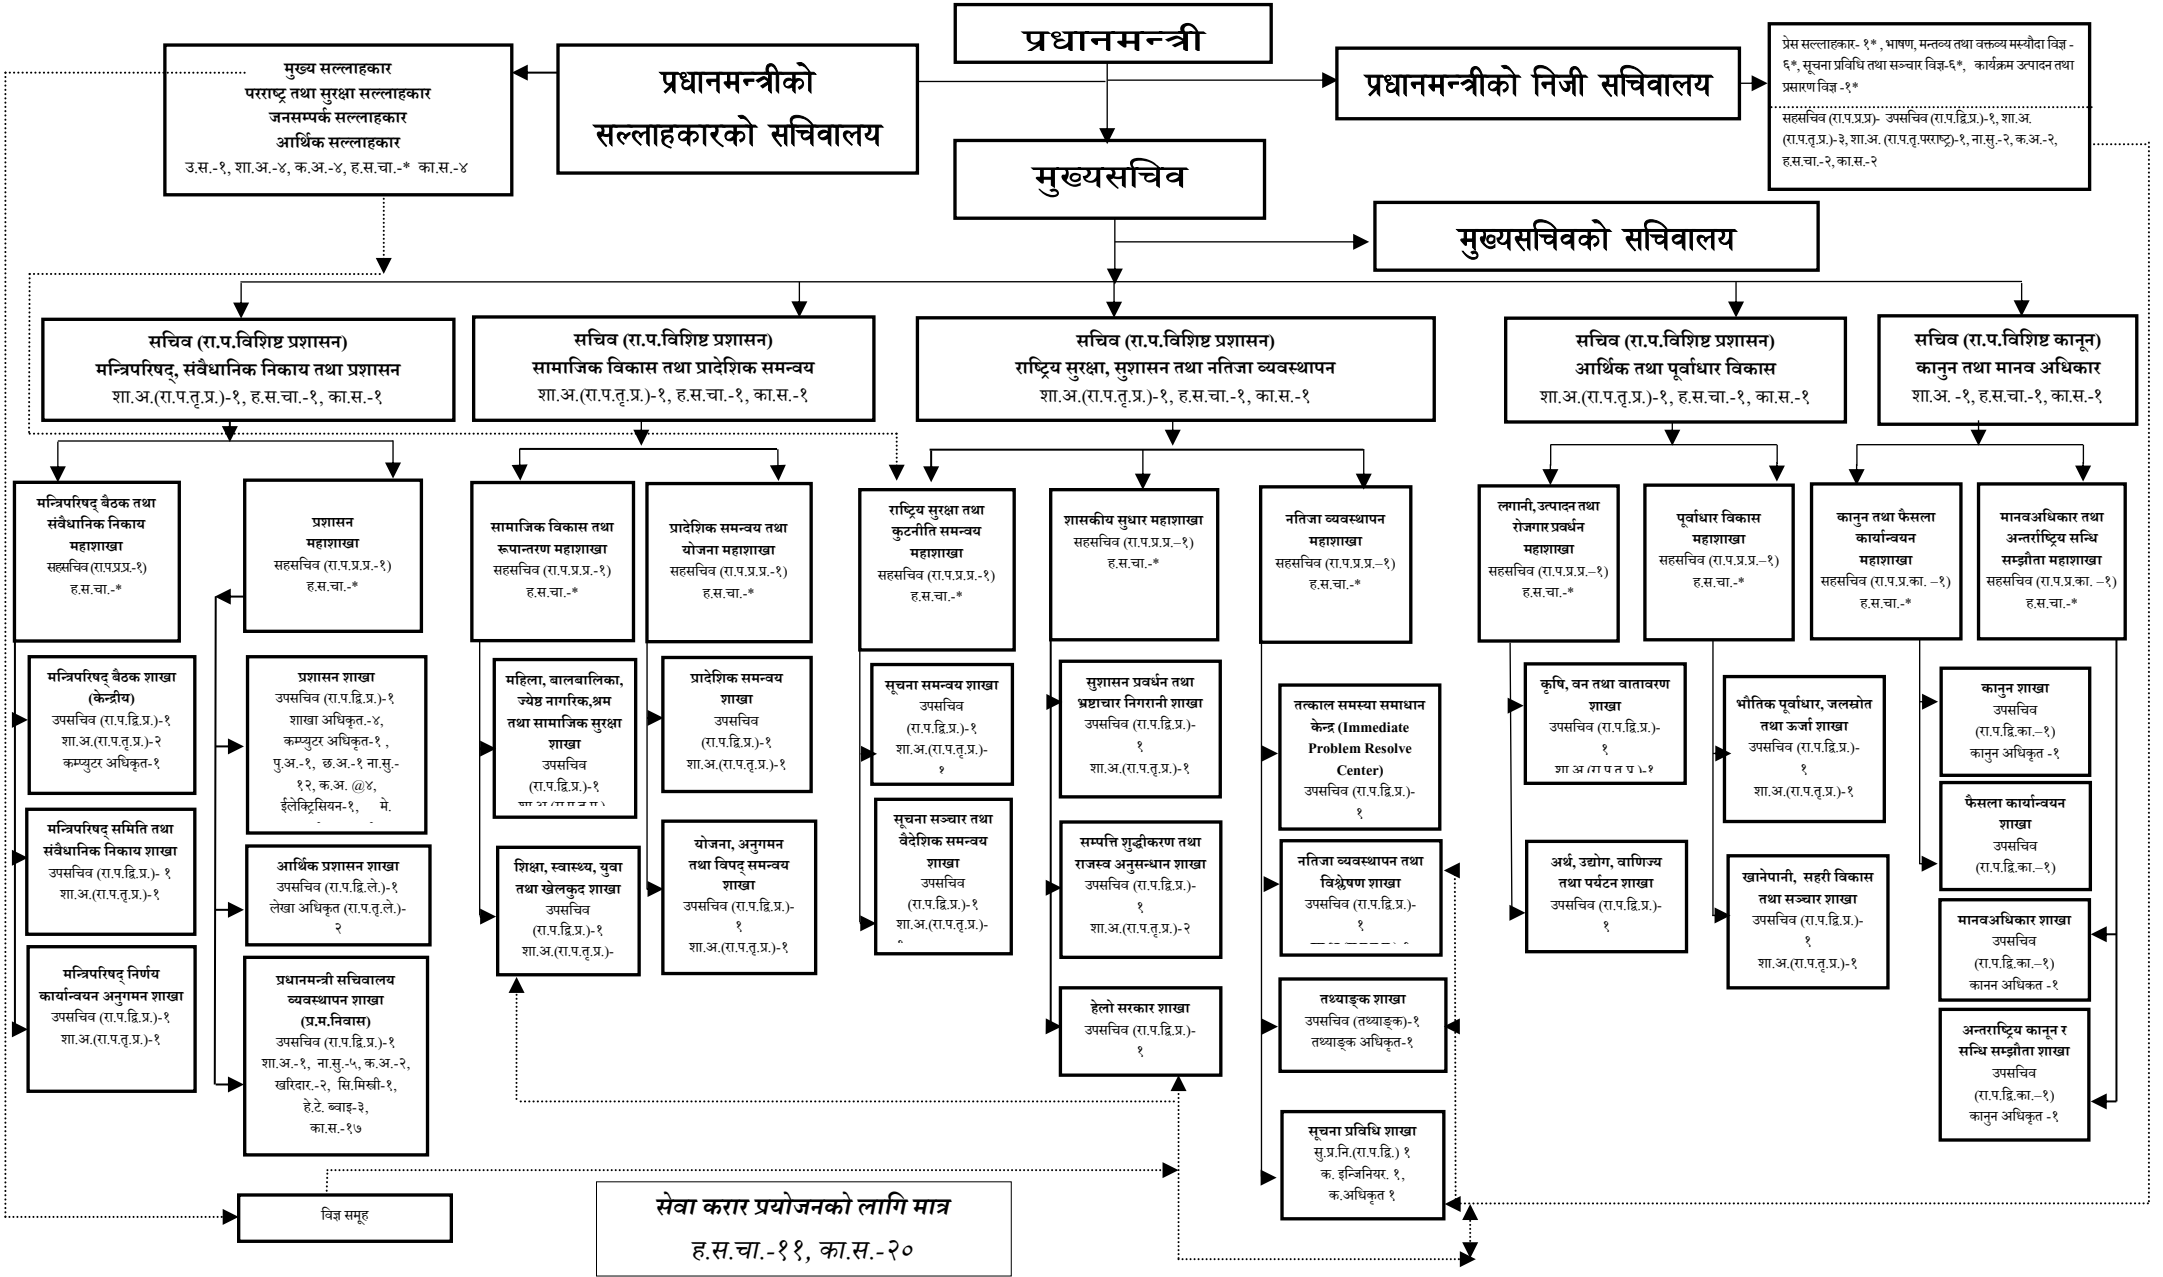 प्रधानमन्त्री
मुख्य सल्लाहकार
परराष्ट्र तथा सुरक्षा सल्लाहकार
जनसम्पर्क सल्लाहकार
आर्थिक सल्लाहकार
उ.स.-१, शा.अ.-४, क.अ.-४, ह.स.चा.-* का.स.-४
प्रधानमन्त्रीको
सल्लाहकारको सचिवालय
प्रधानमन्त्रीको निजी सचिवालय
प्रेस सल्लाहकार- १* , भाषण, मन्तव्य तथा वक्तव्य मस्यौदा विज्ञ -
६*, सूचना प्रविधि तथा सञ्चार विज्ञ-६*, कार्यक्रम उत्पादन तथा
प्रसारण विज्ञ -१*
सहसचिव (रा.प.प्र.प्र)- उपसचिव (रा.प.द्वि.प्र.)-१, शा.अ.
(रा.प.तृ.प्र.)-३, शा.अ. (रा.प.तृ.परराष्ट्र)-१, ना.सु.-२, क.अ.-२,
ह.स.चा.-२, का.स.-२
मुख्यसचिव
मुख्यसचिवको सचिवालय
सचिव (रा.प.विशिष्ट प्रशासन)
मन्त्रिपरिषद्, संवैधानिक निकाय तथा प्रशासन
शा.अ.(रा.प.तृ.प्र.)-१, ह.स.चा.-१, का.स.-१
सचिव (रा.प.विशिष्ट प्रशासन)
सामाजिक विकास तथा प्रादेशिक समन्वय
शा.अ.(रा.प.तृ.प्र.)-१, ह.स.चा.-१, का.स.-१
सचिव (रा.प.विशिष्ट प्रशासन)
राष्ट्रिय सुरक्षा, सुशासन तथा नतिजा व्यवस्थापन
शा.अ.(रा.प.तृ.प्र.)-१, ह.स.चा.-१, का.स.-१
सचिव (रा.प.विशिष्ट प्रशासन)
आर्थिक तथा पूर्वाधार विकास
शा.अ.(रा.प.तृ.प्र.)-१, ह.स.चा.-१, का.स.-१
सचिव (रा.प.विशिष्ट कानून)
कानुन तथा मानव अधिकार
शा.अ. -१, ह.स.चा.-१, का.स.-१
मन्त्रिपरिषद् बैठक तथा
संवैधानिक निकाय
महाशाखा
सहसचिव (रा.प.प्र.प्र.-१)
ह.स.चा.-*
प्रशासन
महाशाखा
सहसचिव (रा.प.प्र.प्र.-१)
ह.स.चा.-*
सामाजिक विकास तथा
रूपान्तरण महाशाखा
सहसचिव (रा.प.प्र.प्र.-१)
ह.स.चा.-*
प्रादेशिक समन्वय तथा
योजना महाशाखा
सहसचिव (रा.प.प्र.प्र.-१)
ह.स.चा.-*
राष्ट्रिय सुरक्षा तथा
कुटनीति समन्वय
महाशाखा
सहसचिव (रा.प.प्र.प्र.-१)
ह.स.चा.-*
शासकीय सुधार महाशाखा
सहसचिव (रा.प.प्र.प्र.–१)
ह.स.चा.-*
नतिजा व्यवस्थापन
महाशाखा
सहसचिव (रा.प.प्र.प्र.–१)
ह.स.चा.-*
लगानी, उत्पादन तथा
रोजगार प्रवर्धन
महाशाखा
सहसचिव (रा.प.प्र.प्र.–१)
ह.स.चा.-*
पूर्वाधार विकास
महाशाखा
सहसचिव (रा.प.प्र.प्र.–१)
ह.स.चा.-*
कानुन तथा फैसला
कार्यान्वयन
महाशाखा
सहसचिव (रा.प.प्र.का. –१)
ह.स.चा.-*
मानवअधिकार तथा
अन्तर्राष्ट्रिय सन्धि
सम्झौता महाशाखा
सहसचिव (रा.प.प्र.का. –१)
ह.स.चा.-*
मन्त्रिपरिषद् बैठक शाखा
(केन्द्रीय)
उपसचिव (रा.प.द्वि.प्र.)-१
शा.अ.(रा.प.तृ.प्र.)-२
कम्प्युटर अधिकृत-१
मन्त्रिपरिषद् समिति तथा
संवैधानिक निकाय शाखा
उपसचिव (रा.प.द्वि.प्र.)- १
शा.अ.(रा.प.तृ.प्र.)-१
मन्त्रिपरिषद् निर्णय
कार्यान्वयन अनुगमन शाखा
उपसचिव (रा.प.द्वि.प्र.)-१
शा.अ.(रा.प.तृ.प्र.)-१
प्रशासन शाखा
उपसचिव (रा.प.द्वि.प्र.)-१
शाखा अधिकृत.-४,
कम्प्युटर अधिकृत-१ ,
पु.अ.-१, छ.अ.-१ ना.सु.-
१२, क.अ. @४,
ईलेक्ट्रिसियन-१, मे.
आर्थिक प्रशासन शाखा
उपसचिव (रा.प.द्वि.ले.)-१
लेखा अधिकृत (रा.प.तृ.ले.)-
२
प्रधानमन्त्री सचिवालय
व्यवस्थापन शाखा
(प्र.म.निवास)
उपसचिव (रा.प.द्वि.प्र.)-१
शा.अ.-१, ना.सु.-५, क.अ.-२,
खरिदार.-२, सि.मिस्त्री-१,
हे.टे. ब्वाइ-३,
का.स.-१७
महिला, बालबालिका,
ज्येष्ठ नागरिक,श्रम
तथा सामाजिक सुरक्षा
शाखा
उपसचिव
(रा.प.द्वि.प्र.)-१
शिक्षा, स्वास्थ्य, युवा
तथा खेलकुद शाखा
उपसचिव
(रा.प.द्वि.प्र.)-१
शा.अ.(रा.प.तृ.प्र.)-
प्रादेशिक समन्वय
शाखा
उपसचिव
(रा.प.द्वि.प्र.)-१
शा.अ.(रा.प.तृ.प्र.)-१
योजना, अनुगमन
तथा विपद् समन्वय
शाखा
उपसचिव (रा.प.द्वि.प्र.)-
१
शा.अ.(रा.प.तृ.प्र.)-१
सूचना समन्वय शाखा
उपसचिव
(रा.प.द्वि.प्र.)-१
शा.अ.(रा.प.तृ.प्र.)-
१
सूचना सञ्चार तथा
वैदेशिक समन्वय
शाखा
उपसचिव
(रा.प.द्वि.प्र.)-१
शा.अ.(रा.प.तृ.प्र.)-
सुशासन प्रवर्धन तथा
भ्रष्टाचार निगरानी शाखा
उपसचिव (रा.प.द्वि.प्र.)-
१
शा.अ.(रा.प.तृ.प्र.)-१
सम्पत्ति शुद्धीकरण तथा
राजस्व अनुसन्धान शाखा
उपसचिव (रा.प.द्वि.प्र.)-
१
शा.अ.(रा.प.तृ.प्र.)-२
हेलो सरकार शाखा
उपसचिव (रा.प.द्वि.प्र.)-
१
तत्काल समस्या समाधान
केन्द्र (Immediate
Problem Resolve
Center)
उपसचिव (रा.प.द्वि.प्र.)-
१
नतिजा व्यवस्थापन तथा
विश्लेषण शाखा
उपसचिव (रा.प.द्वि.प्र.)-
१
तथ्याङ्क शाखा
उपसचिव (तथ्याङ्क)-१
तथ्याङ्क अधिकृत-१
सूचना प्रविधि शाखा
सु.प्र.नि.(रा.प.द्वि.) १
क. इन्जिनियर. १,
क.अधिकृत १
कृषि, वन तथा वातावरण
शाखा
उपसचिव (रा.प.द्वि.प्र.)-
१
शा.अ.(रा.प.तृ.प्र.)-१
अर्थ, उद्योग, वाणिज्य
तथा पर्यटन शाखा
उपसचिव (रा.प.द्वि.प्र.)-
१
भौतिक पूर्वाधार, जलस्रोत
तथा ऊर्जा शाखा
उपसचिव (रा.प.द्वि.प्र.)-
१
शा.अ.(रा.प.तृ.प्र.)-१
खानेपानी, सहरी विकास
तथा सञ्चार शाखा
उपसचिव (रा.प.द्वि.प्र.)-
१
शा.अ.(रा.प.तृ.प्र.)-१
कानुन शाखा
उपसचिव
(रा.प.द्वि.का.–१)
कानुन अधिकृत -१
फैसला कार्यान्वयन
शाखा
उपसचिव
(रा.प.द्वि.का.–१)
मानवअधिकार शाखा
उपसचिव
(रा.प.द्वि.का.–१)
कानन अधिकत -१
अन्तराष्ट्रिय कानून र
सन्धि सम्झौता शाखा
उपसचिव
(रा.प.द्वि.का.–१)
कानुन अधिकृत -१
विज्ञ समूह
सेवा करार प्रयोजनको लागि मात्र
ह.स.चा.-११, का.स.-२०